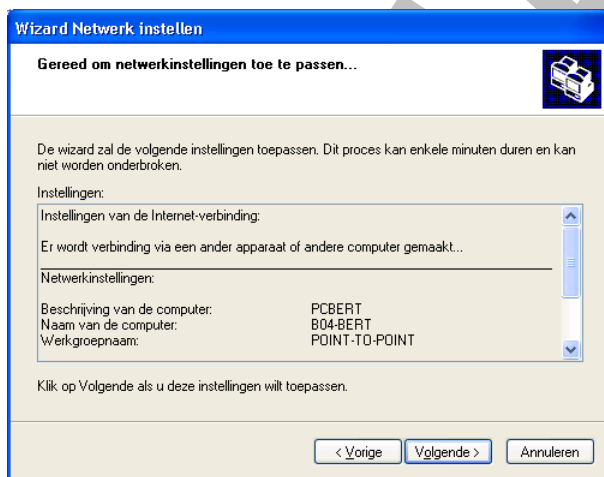 Wizard Netwerk instellen
Gereed om netwerkinstellingen toe te passen...
De wizard zal de volgende instellingen toepassen. Dit proces kan enkele minuten duren en kan
niet worden onderbroken.
Instellingen:
Instellingen van de Internet-verbinding:
Er wordt verbinding via een ander apparaat of andere computer gemaakt...
Netwerkinstellingen:
Beschrijving van de computer: PCBERT
Naam van de computer: B04-BERT
Werkgroepnaam: POINT-TO-POINT
Klik op Volgende als u deze instellingen wilt toepassen.
< Vorige Volgende > Annuleren